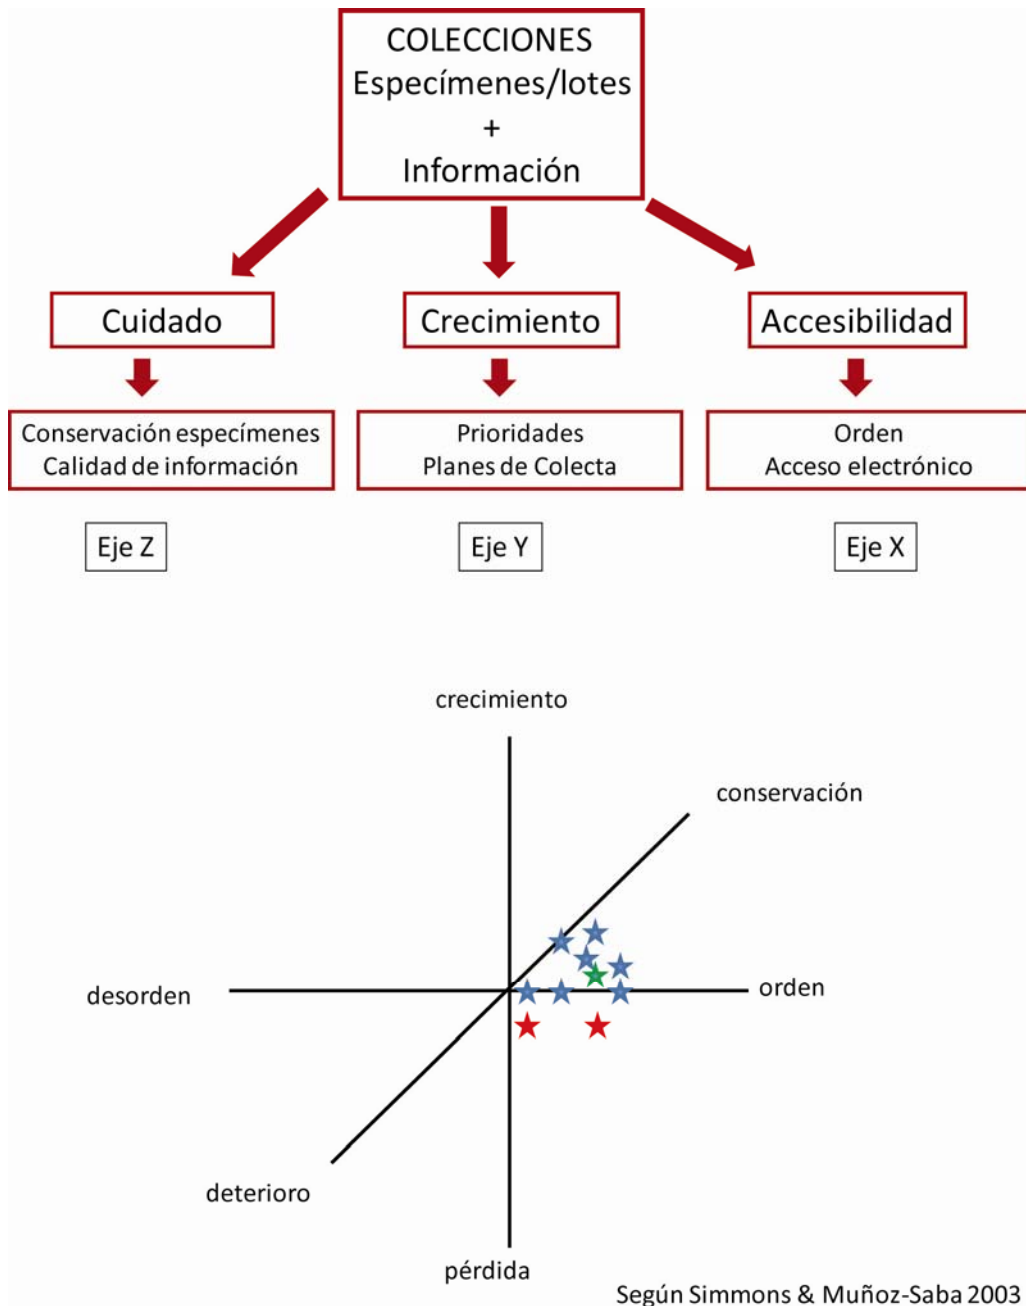 COLECCIONES
Especímenes/lotes
+
Información
Cuidado
Crecimiento
Accesibilidad
Conservación especímenes
Calidad de información
Prioridades
Planes de Colecta
Orden
Acceso electrónico
Eje Z
Eje Y
Eje X
crecimiento
conservación
desorden
orden
deterioro
pérdida
Según Simmons & Muñoz-Saba 2003